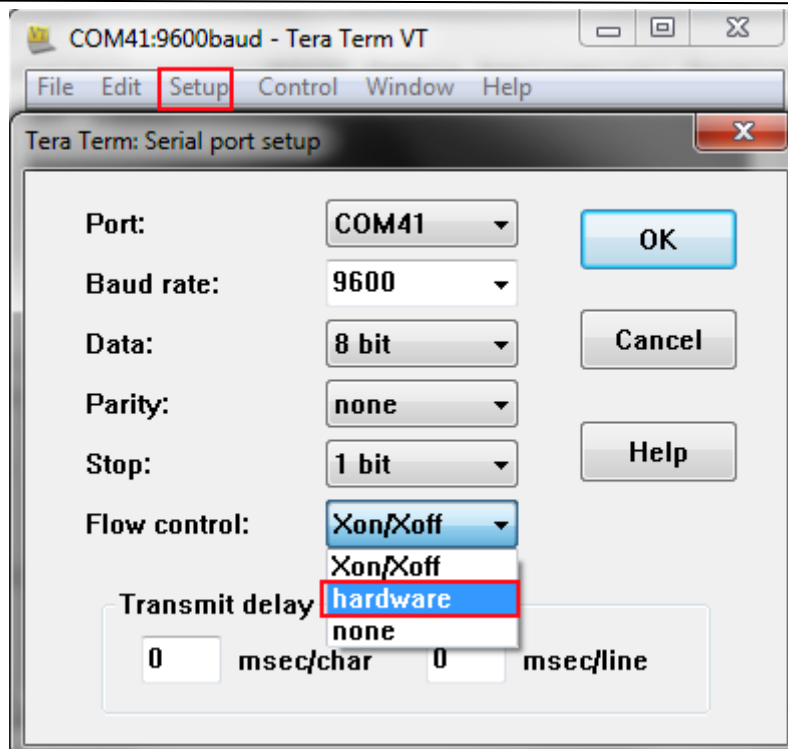 COM41:9600baud - Tera Term VT
File Edit Setup Control Window Help
Tera Term: Serial port setup
Port: COM41 OK
Baud rate: 9600
Data: 8 bit Cancel
Parity: none
Stop: 1 bit Help
Flow control: Xon/Xoff
Xon/Xoff
Transmit delay hardware
none
0 msec/char 0 msec/line